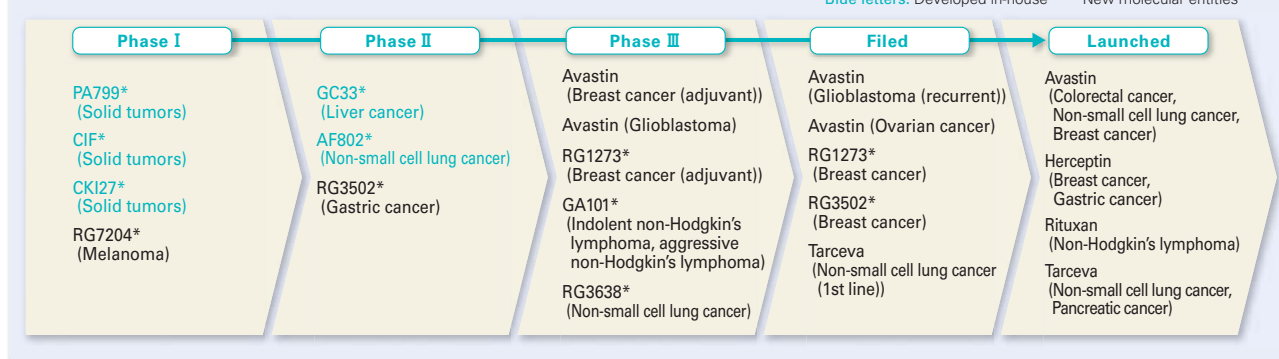 Blue letters: Developed in-house New molecular entities
Phase I
Phase II
Phase III
Filed
Launched
PA799*
(Solid tumors)
CIF*
(Solid tumors)
CKI27*
(Solid tumors)
RG7204*
(Melanoma)
GC33*
(Liver cancer)
AF802*
(Non-small cell lung cancer)
RG3502*
(Gastric cancer)
Avastin
(Breast cancer (adjuvant))
Avastin (Glioblastoma)
RG1273*
(Breast cancer (adjuvant))
GA101*
(Indolent non-Hodgkin's
lymphoma, aggressive
non-Hodgkin's lymphoma)
RG3638*
(Non-small cell lung cancer)
Avastin
(Glioblastoma (recurrent))
Avastin (Ovarian cancer)
RG1273*
(Breast cancer)
RG3502*
(Breast cancer)
Tarceva
(Non-small cell lung cancer
(1st line))
Avastin
(Colorectal cancer,
Non-small cell lung cancer,
Breast cancer)
Herceptin
(Breast cancer,
Gastric cancer)
Rituxan
(Non-Hodgkin's lymphoma)
Tarceva
(Non-small cell lung cancer,
Pancreatic cancer)